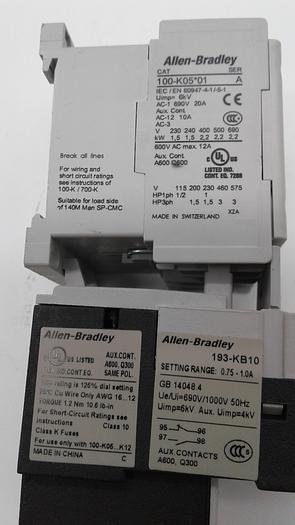 Allen-Bradley
CAT SER
100-K05*01 A
IEC / EN 60947-4-1/-5-1
Uimp= 6kV
AC-1 690V 20A
Aux. Cont.
AC-12 10A
AC-3
V 230 240 400 500 690
kW 1,5 1,5 2,2 2,2 2,2
600V AC max. 12A
Aux. Cont.
A600 Q600
LISTED IND.
CONT. EQ. 7288
V 115 200 230 460 575
HP1ph 1/2 1
HP3ph 1,5 1,5 3 3
XZA
MADE IN SWITZERLAND
Break all lines
For wiring and
short circuit ratings
see instructions of
100-K / 700-K
Suitable for load side
of 140M Man SP-CMC
Allen-Bradley
US LISTED
IND.CONT.EQ.
AUX.CONT.
A600, Q300
SAME POL.
rating is 125% dial setting
75°C Cu Wire Only AWG 16...12
TORQUE 1.2 Nm 10.6 lb-in
For Short-Circuit Ratings see
instructions Class 10
Class K Fuses
For use only with 100-K05...K12
MADE IN CHINA C
Allen-Bradley
193-KB10
SETTING RANGE: 0.75 - 1.0A
GB 14048.4
Ue/Ui=690V/1000V 50Hz
Uimp=6kV Aux. Uimp=4kV
95 96
97 98
AUX.CONTACTS
A600, Q300
CCC